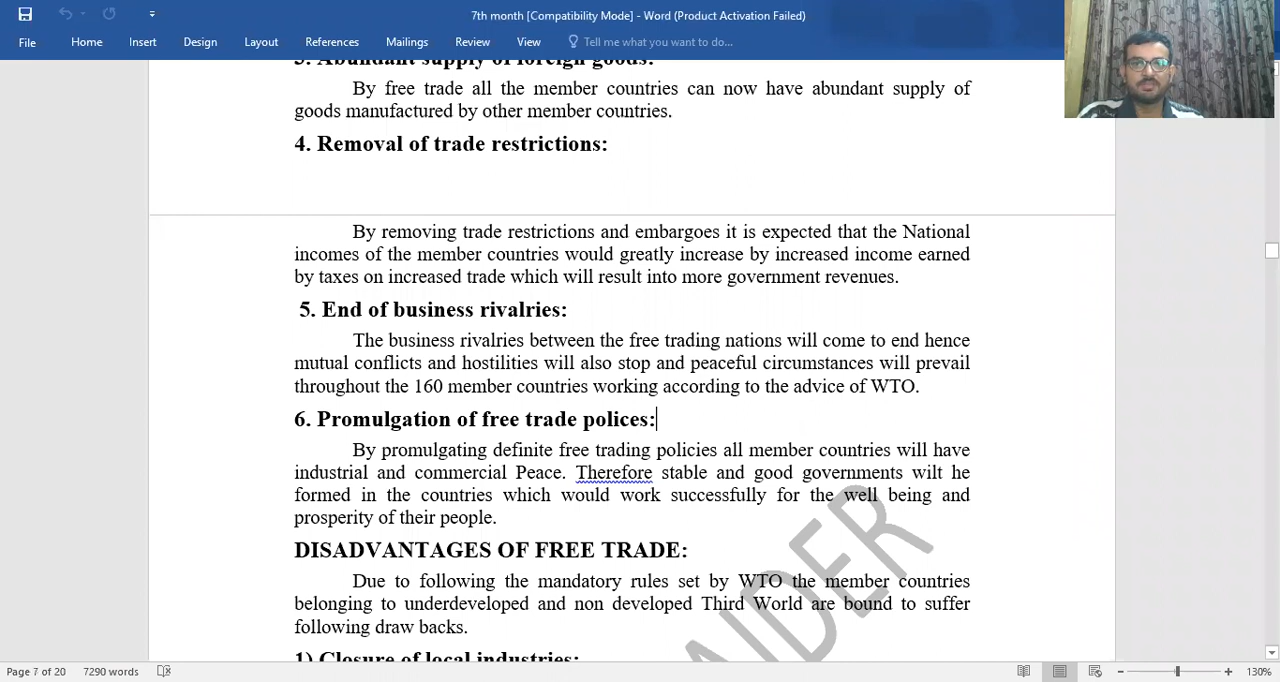 7th month [Compatibility Mode] - Word (Product Activation Failed)
File Home Insert Design Layout References Mailings Review View Tell me what you want to do...
3. Abundant supply of foreign goods:
By free trade all the member countries can now have abundant supply of
goods manufactured by other member countries.
4. Removal of trade restrictions:
By removing trade restrictions and embargoes it is expected that the National
incomes of the member countries would greatly increase by increased income earned
by taxes on increased trade which will result into more government revenues.
5. End of business rivalries:
The business rivalries between the free trading nations will come to end hence
mutual conflicts and hostilities will also stop and peaceful circumstances will prevail
throughout the 160 member countries working according to the advice of WTO.
6. Promulgation of free trade polices:
By promulgating definite free trading policies all member countries will have
industrial and commercial Peace. Therefore stable and good governments wilt he
formed in the countries which would work successfully for the well being and
prosperity of their people.
DISADVANTAGES OF FREE TRADE:
Due to following the mandatory rules set by WTO the member countries
belonging to underdeveloped and non developed Third World are bound to suffer
following draw backs.
1) Closure of local industries:
Page 7 of 20 7290 words 130%